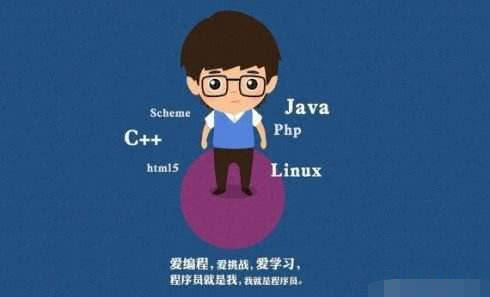 Scheme
Java
C++
Php
html5
Linux
爱编程，爱挑战，爱学习，
程序员就是我，我就是程序员。